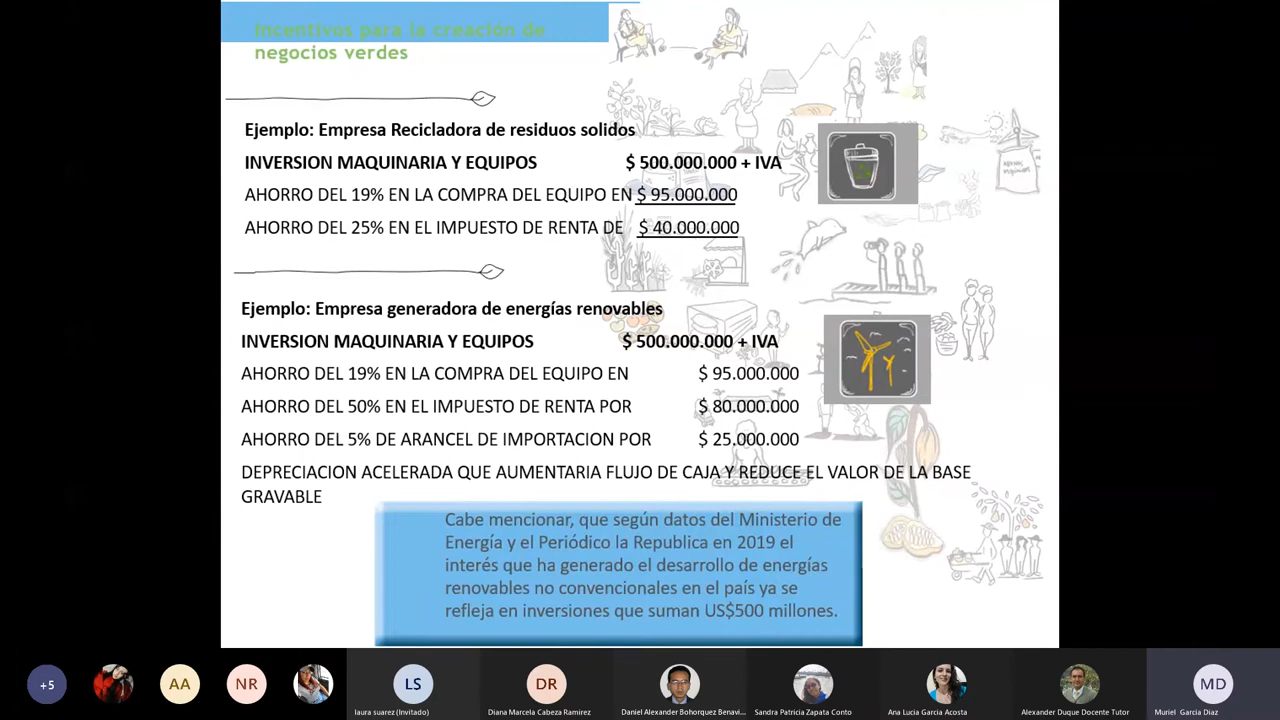 Incentivos para la creación de
negocios verdes
Ejemplo: Empresa Recicladora de residuos solidos
INVERSION MAQUINARIA Y EQUIPOS $ 500.000.000 + IVA
AHORRO DEL 19% EN LA COMPRA DEL EQUIPO EN $ 95.000.000
AHORRO DEL 25% EN EL IMPUESTO DE RENTA DE $ 40.000.000
Ejemplo: Empresa generadora de energías renovables
INVERSION MAQUINARIA Y EQUIPOS $ 500.000.000 + IVA
AHORRO DEL 19% EN LA COMPRA DEL EQUIPO EN $ 95.000.000
AHORRO DEL 50% EN EL IMPUESTO DE RENTA POR $ 80.000.000
AHORRO DEL 5% DE ARANCEL DE IMPORTACION POR $ 25.000.000
DEPRECIACION ACELERADA QUE AUMENTARIA FLUJO DE CAJA Y REDUCE EL VALOR DE LA BASE
GRAVABLE
Cabe mencionar, que según datos del Ministerio de
Energía y el Periódico la Republica en 2019 el
interés que ha generado el desarrollo de energías
renovables no convencionales en el país ya se
refleja en inversiones que suman US$500 millones.
+5 AA NR LS DR MD
laura suarez (Invitado) Diana Marcela Cabeza Ramirez Daniel Alexander Bohorquez Benavi... Sandra Patricia Zapata Conto Ana Lucia Garcia Acosta Alexander Duque Docente Tutor Muriel Garcia Diaz